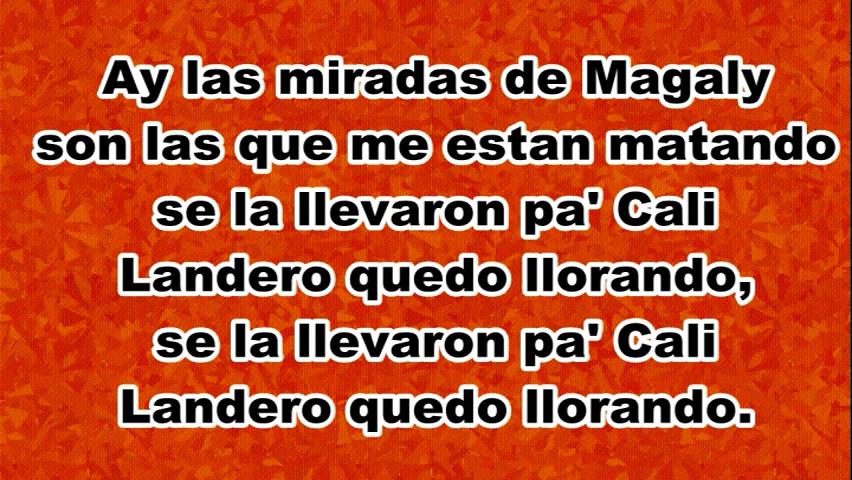 Ay las miradas de Magaly
son las que me estan matando
se la llevaron pa' Cali
Landero quedo llorando,
se la llevaron pa' Cali
Landero quedo llorando.